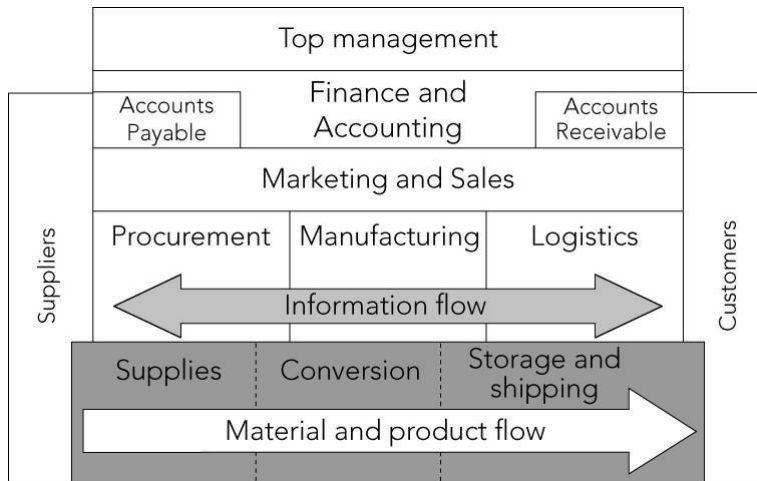 Top management
Finance and
Accounting
Accounts
Payable
Accounts
Receivable
Marketing and Sales
Suppliers
Procurement
Manufacturing
Logistics
Customers
Information flow
Supplies
Conversion
Storage and
shipping
Material and product flow